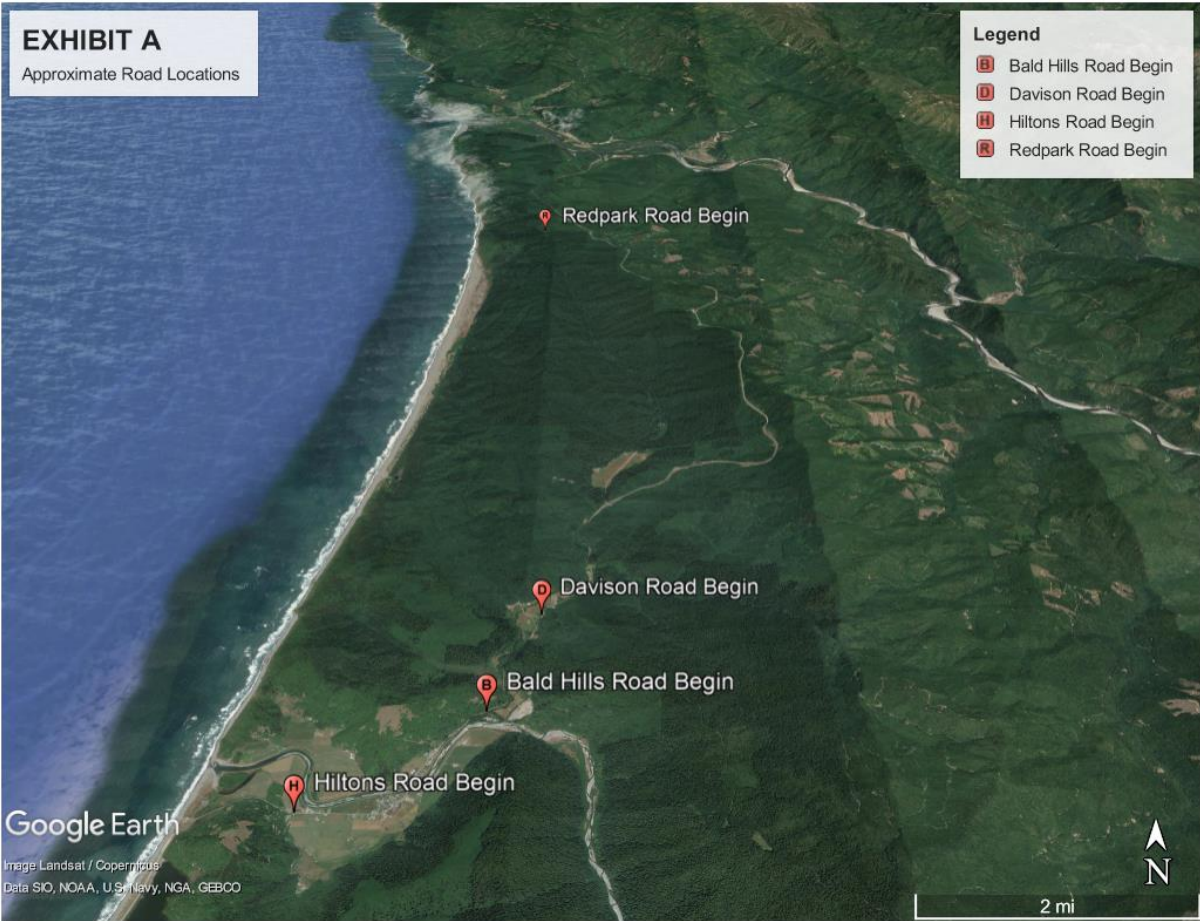 EXHIBIT A
Approximate Road Locations
Legend
B Bald Hills Road Begin
D Davison Road Begin
H Hiltons Road Begin
R Redpark Road Begin
R Redpark Road Begin
D Davison Road Begin
B Bald Hills Road Begin
H Hiltons Road Begin
Google Earth
Image Landsat / Copernicus
Data SIO, NOAA, U.S. Navy, NGA, GEBCO
N
2 mi